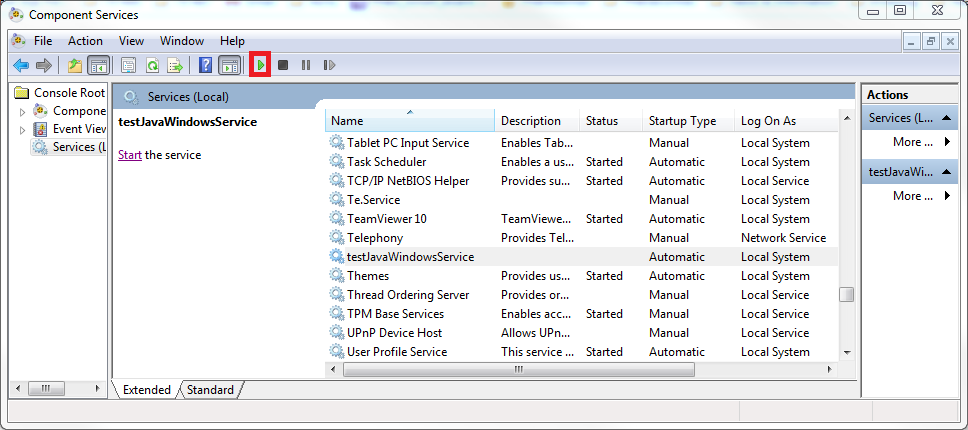 Component Services
File Action View Window Help
Console Root
Compone
Event View
Services (L
Services (Local)
testJavaWindowsService
Start the service
Name Description Status Startup Type Log On As
Tablet PC Input Service Enables Tab... Manual Local System
Task Scheduler Enables a us... Started Automatic Local System
TCP/IP NetBIOS Helper Provides su... Started Automatic Local Service
Te.Service Manual Local System
TeamViewer 10 TeamViewe... Started Automatic Local System
Telephony Provides Tel... Manual Network Service
testJavaWindowsService Automatic Local System
Themes Provides us... Started Automatic Local System
Thread Ordering Server Provides or... Manual Local Service
TPM Base Services Enables acc... Started Manual Local Service
UPnP Device Host Allows UPn... Manual Local Service
User Profile Service This service ... Started Automatic Local System
Extended Standard
Actions
Services (L...
More ...
testJavaWi...
More ...